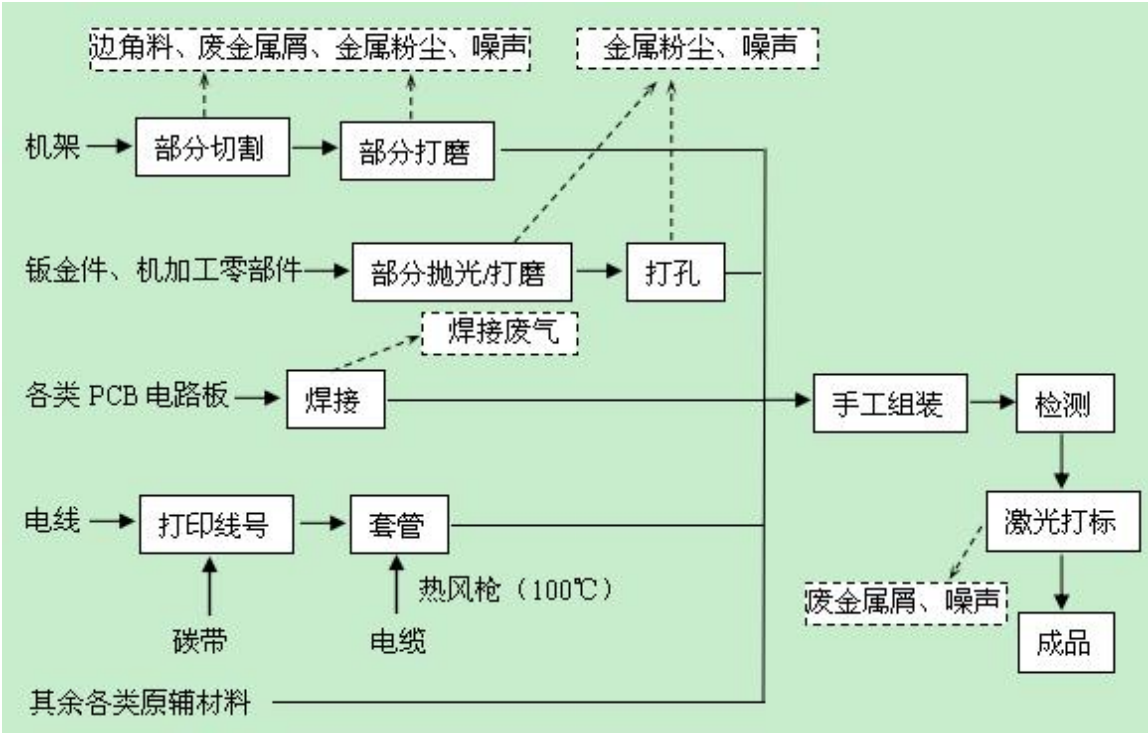 边角料、废金属屑、金属粉尘、噪声
金属粉尘、噪声
机架
部分切割
部分打磨
钣金件、机加工零部件
部分抛光/打磨
打孔
焊接废气
各类 PCB 电路板
焊接
手工组装
检测
电线
打印线号
套管
激光打标
热风枪（100℃）
废金属屑、噪声
碳带
电缆
成品
其余各类原辅材料